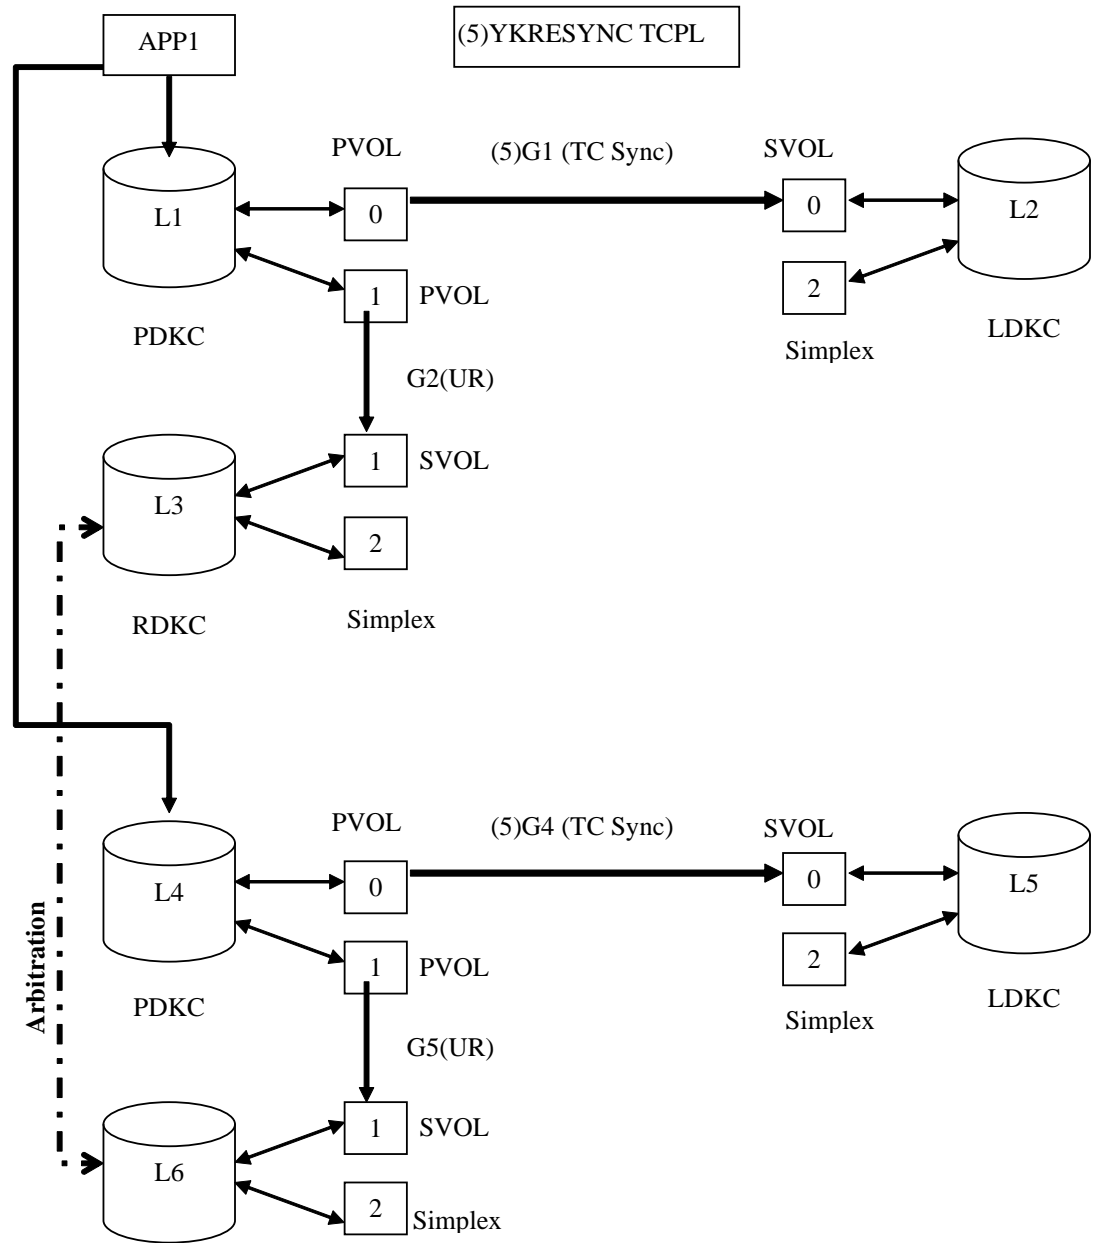 APP1
(5)YKRESYNC TCPL
PVOL
(5)G1 (TC Sync)
SVOL
L1
0
0
L2
1
PVOL
2
PDKC
Simplex
LDKC
G2(UR)
1
SVOL
L3
2
RDKC
Simplex
PVOL
(5)G4 (TC Sync)
SVOL
L4
0
0
L5
1
PVOL
2
PDKC
Simplex
LDKC
Arbitration
G5(UR)
1
SVOL
L6
2
Simplex